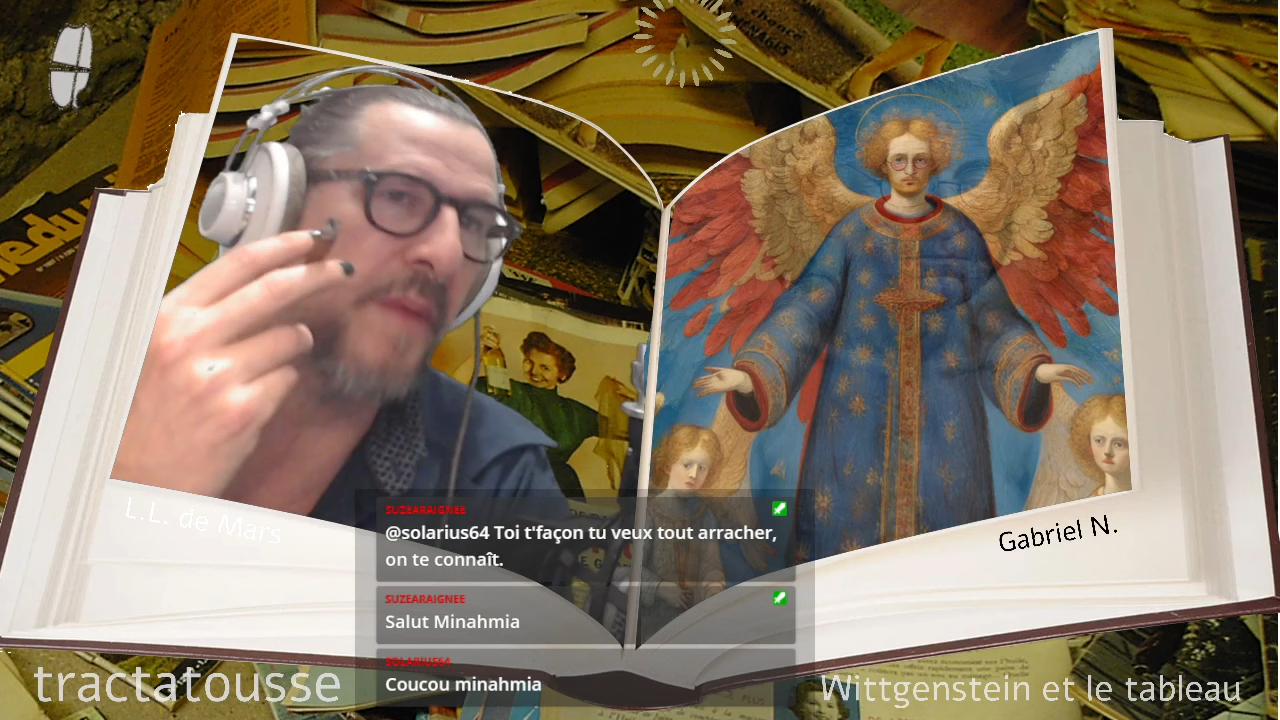 L.L. de Mars
Gabriel N.
SUZEARAIGNEE
@solarius64 Toi t'façon tu veux tout arracher,
on te connaît.
SUZEARAIGNEE
Salut Minahmia
SOLARIUS64
Coucou minahmia
tractatousse
Wittgenstein et le tableau